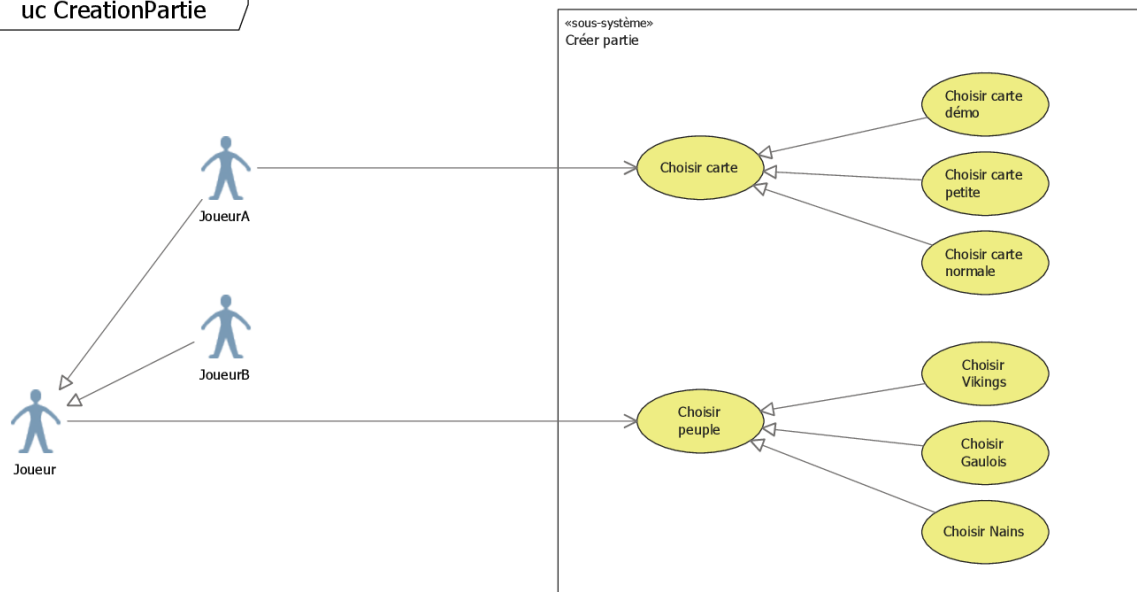 uc CreationPartie
«sous-système»
Créer partie
Choisir carte
démo
Choisir carte
Choisir carte
petite
JoueurA
Choisir carte
normale
JoueurB
Choisir
Vikings
Choisir
peuple
Choisir
Gaulois
Joueur
Choisir Nains